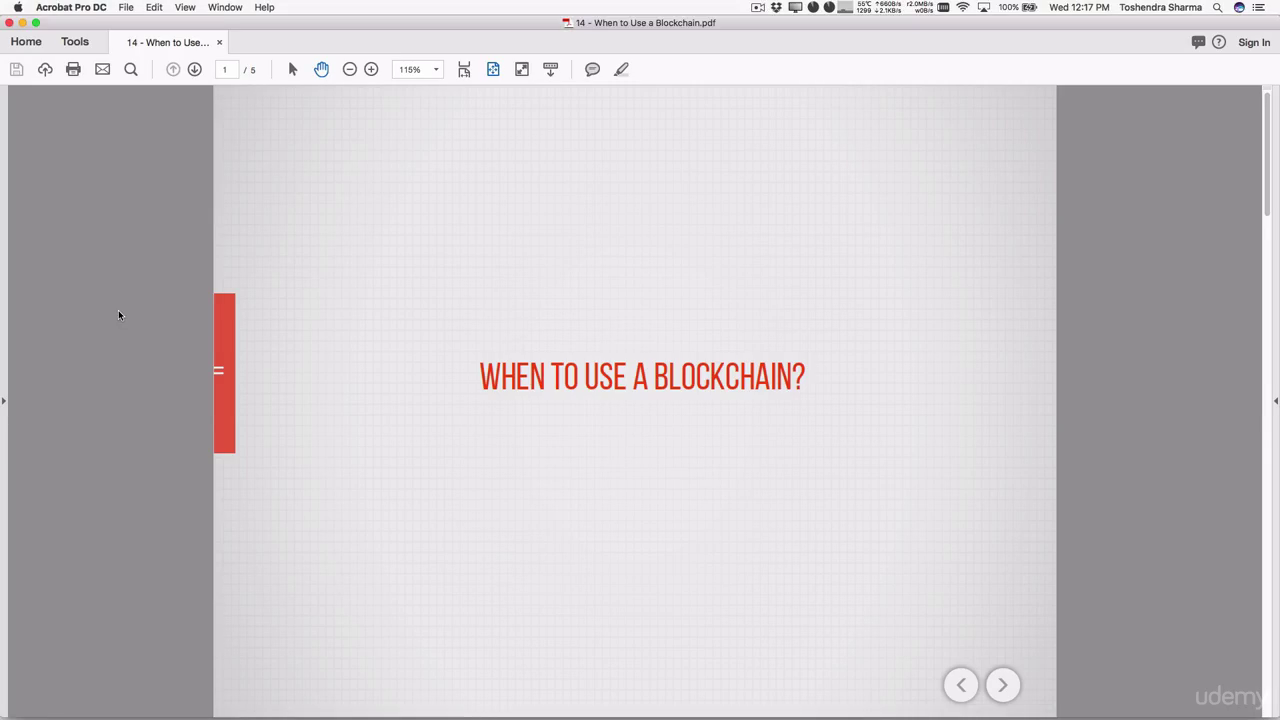 Acrobat Pro DC File Edit View Window Help 55°C 1299 ↑660B/s ↓2.1KB/s r2.0MB/s w0B/s 100% Wed 12:17 PM Toshendra Sharma
14 - When to Use a Blockchain.pdf
Home Tools 14 - When to Use... × Sign In
1 / 5 115%
WHEN TO USE A BLOCKCHAIN?
udemy